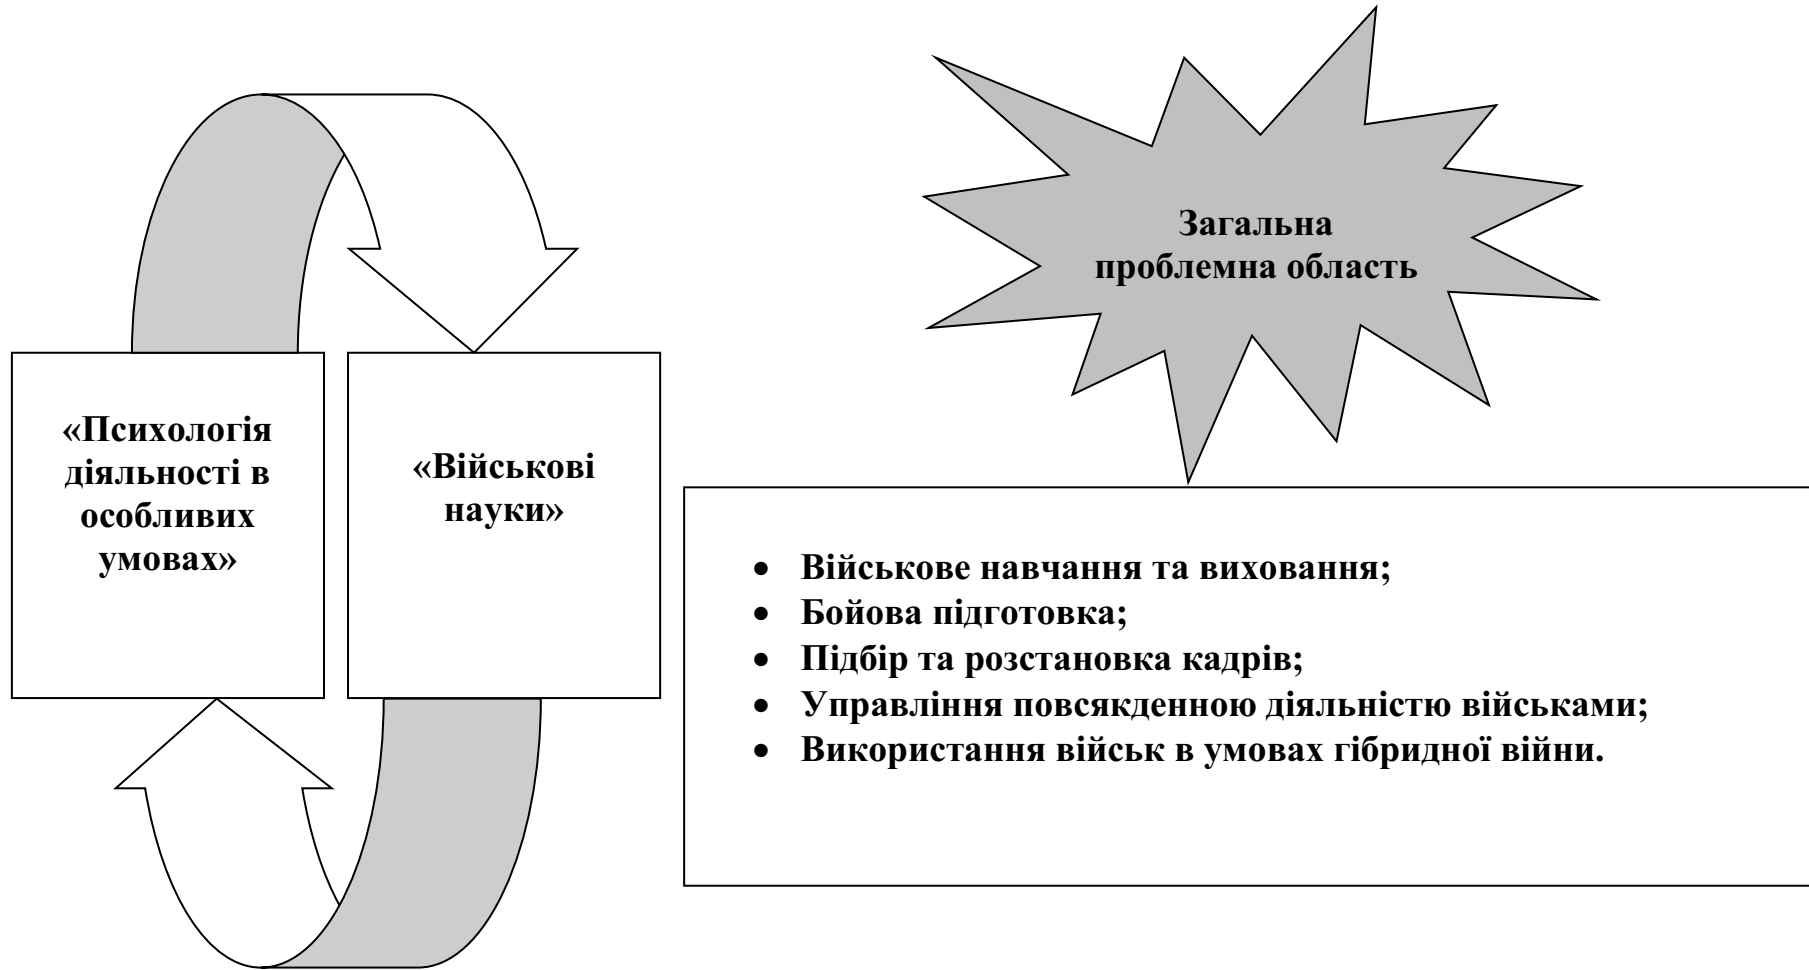 Загальна
проблемна область
«Психологія
діяльності в
особливих
умовах»
«Військові
науки»
• Військове навчання та виховання;
• Бойова підготовка;
• Підбір та розстановка кадрів;
• Управління повсякденною діяльністю військами;
• Використання військ в умовах гібридної війни.